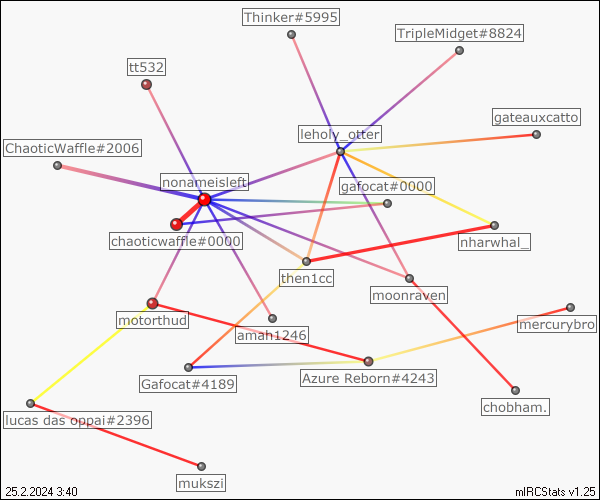 Thinker#5995
TripleMidget#8824
tt532
gateauxcatto
leholy_otter
ChaoticWaffle#2006
nonameisleft
gafocat#0000
chaoticwaffle#0000
nharwhal_
then1cc
moonraven
motorthud
mercurybro
amah1246
Azure Reborn#4243
Gafocat#4189
chobham.
lucas das oppai#2396
mukszi
25.2.2024 3:40
mIRCStats v1.25